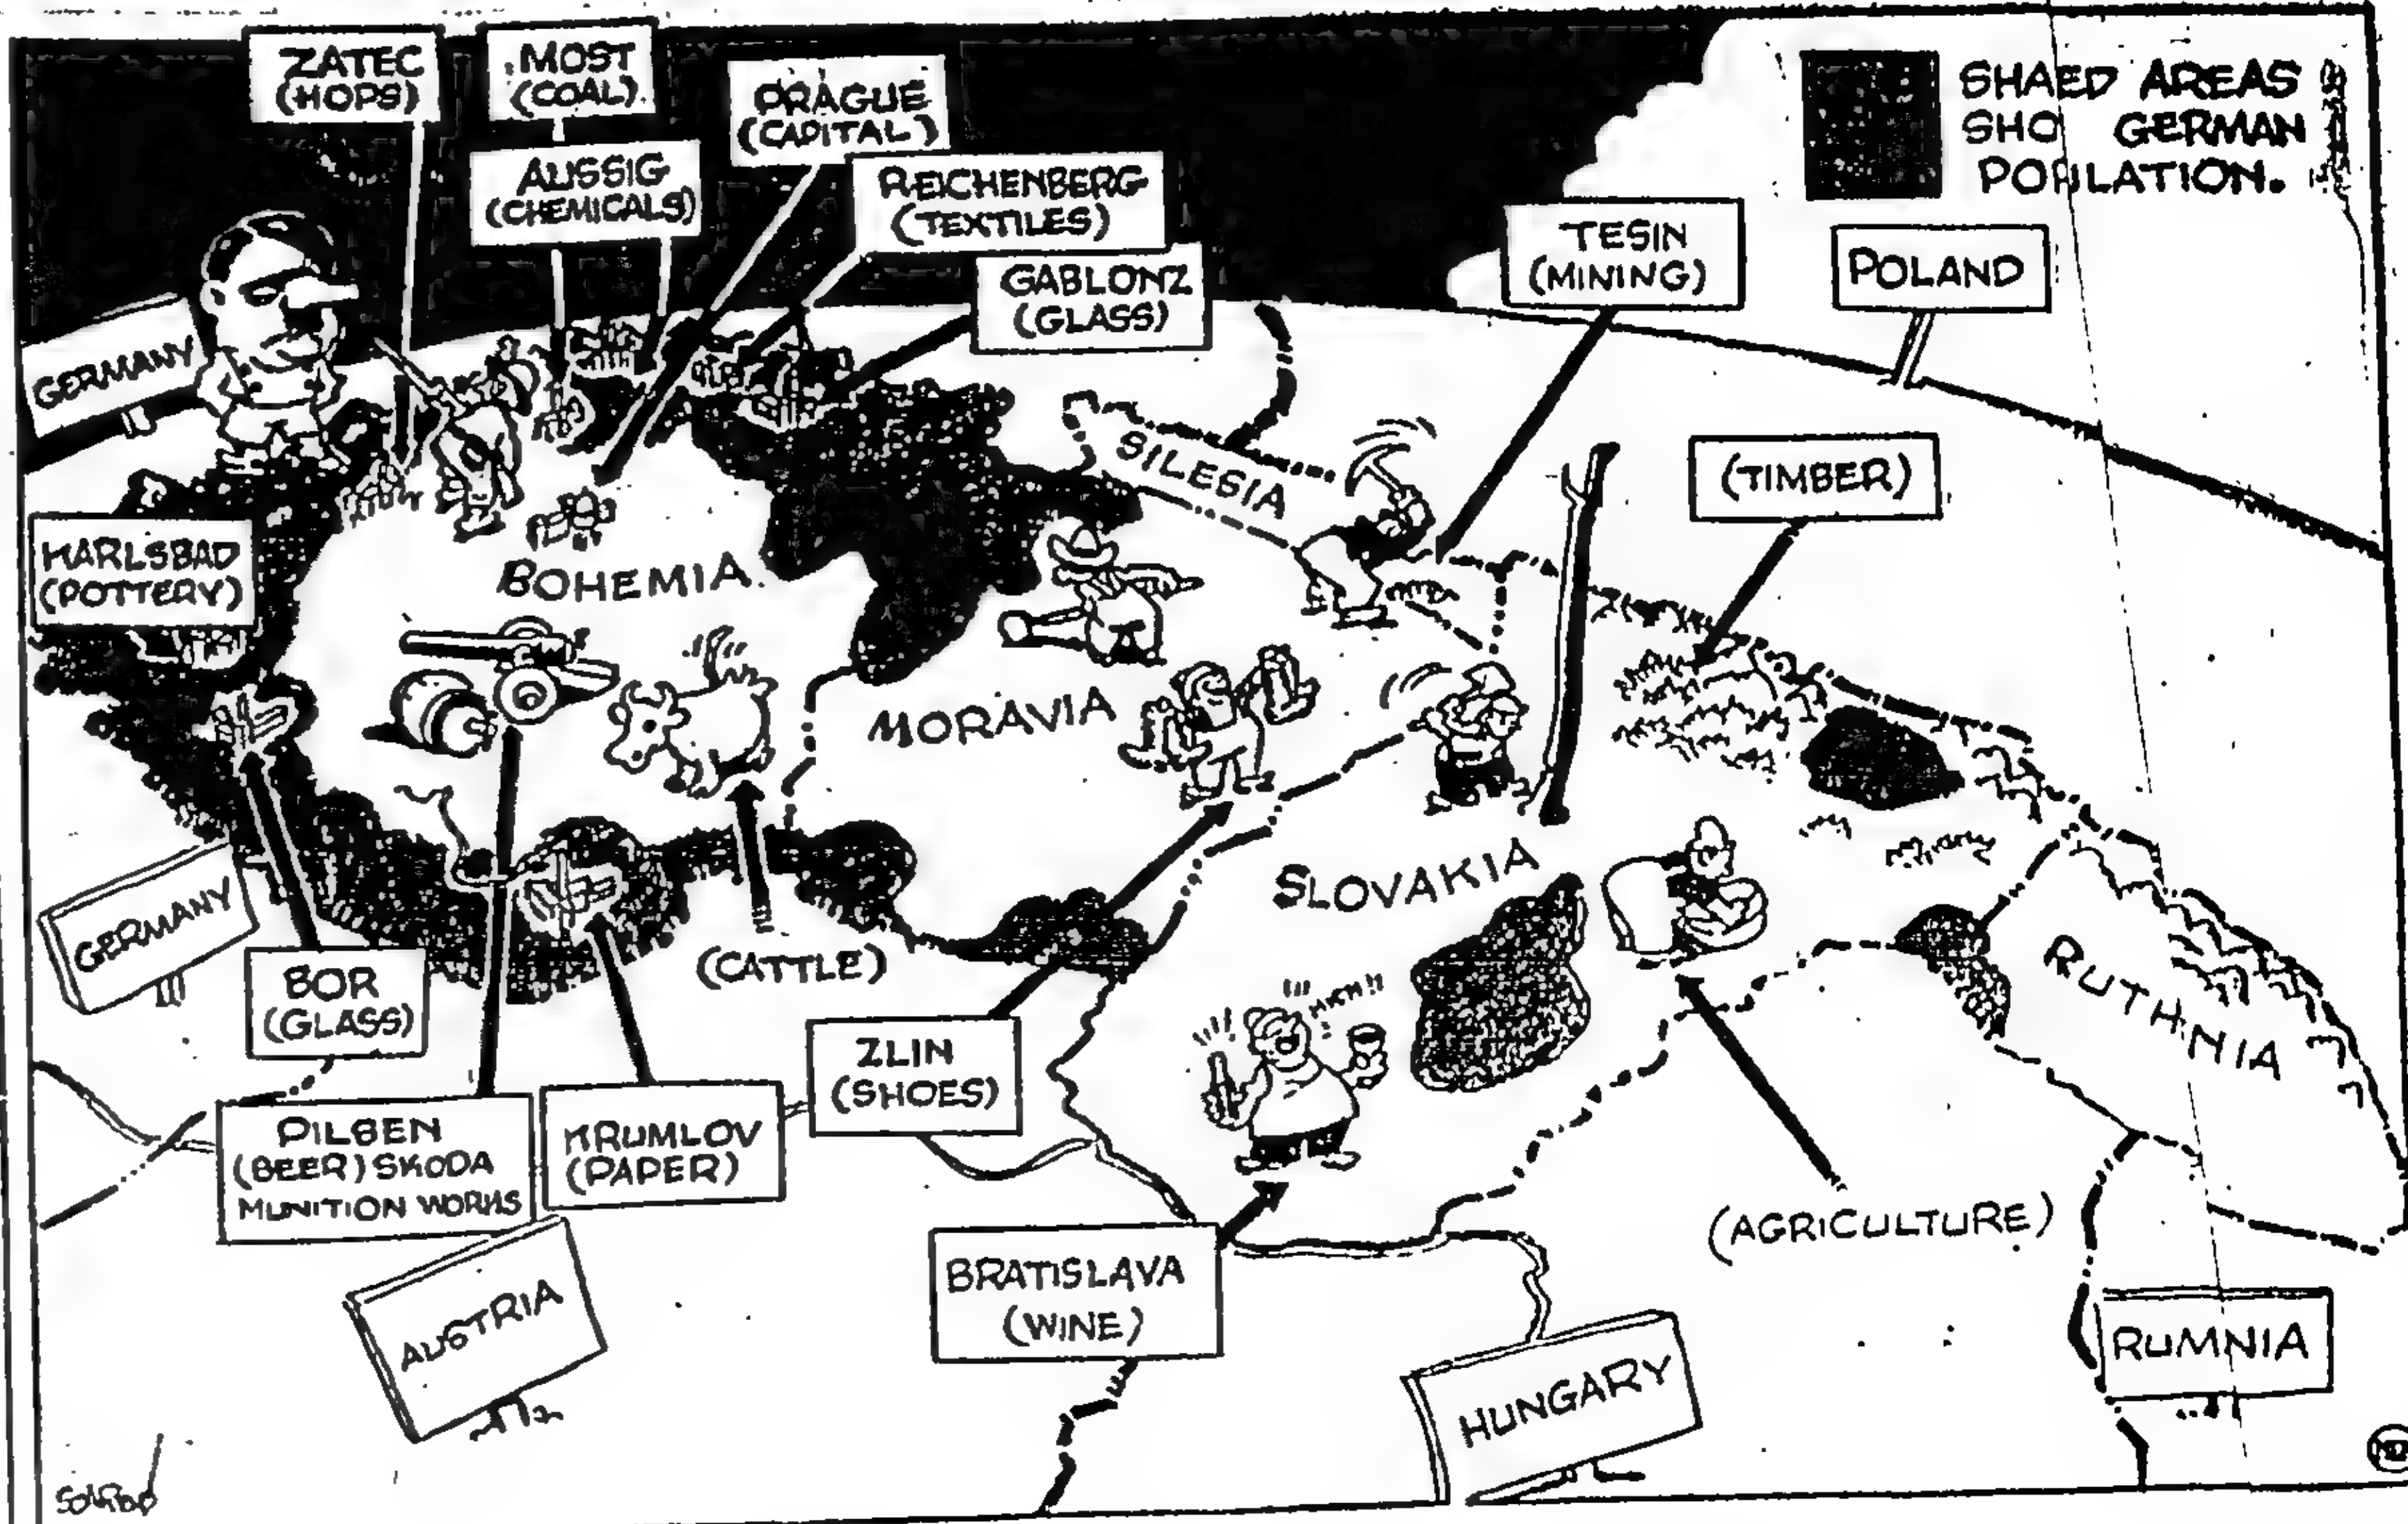 ZATEC
(HOPS)
MOST
(COAL)
PRAGUE
(CAPITAL)
AUSSIG
(CHEMICALS)
REICHENBERG
(TEXTILES)
GABLONZ
(GLASS)
TESIN
(MINING)
POLAND
SHAED AREAS
SHO GERMAN
POPULATION.
GERMANY
SILESIA
(TIMBER)
KARLSBAD
(POTTERY)
BOHEMIA
MORAVIA
SLOVAKIA
RUTHNIA
GERMANY
BOR
(GLASS)
(CATTLE)
ZLIN
(SHOES)
HICH!!
PILSEN
(BEER) SKODA
MUNITION WORKS
KRUMLOV
(PAPER)
(AGRICULTURE)
BRATISLAVA
(WINE)
AUSTRIA
HUNGARY
RUMNIA